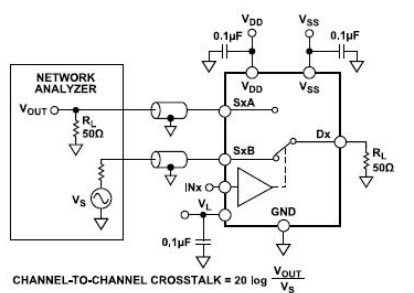 VDD
VSS
0.1µF
0.1µF
VDD
VSS
NETWORK
ANALYZER
VOUT
RL
50Ω
SxA
SxB
Dx
RL
50Ω
VS
INx
VL
GND
0.1µF
CHANNEL-TO-CHANNEL CROSSTALK = 20 log VOUT
VS